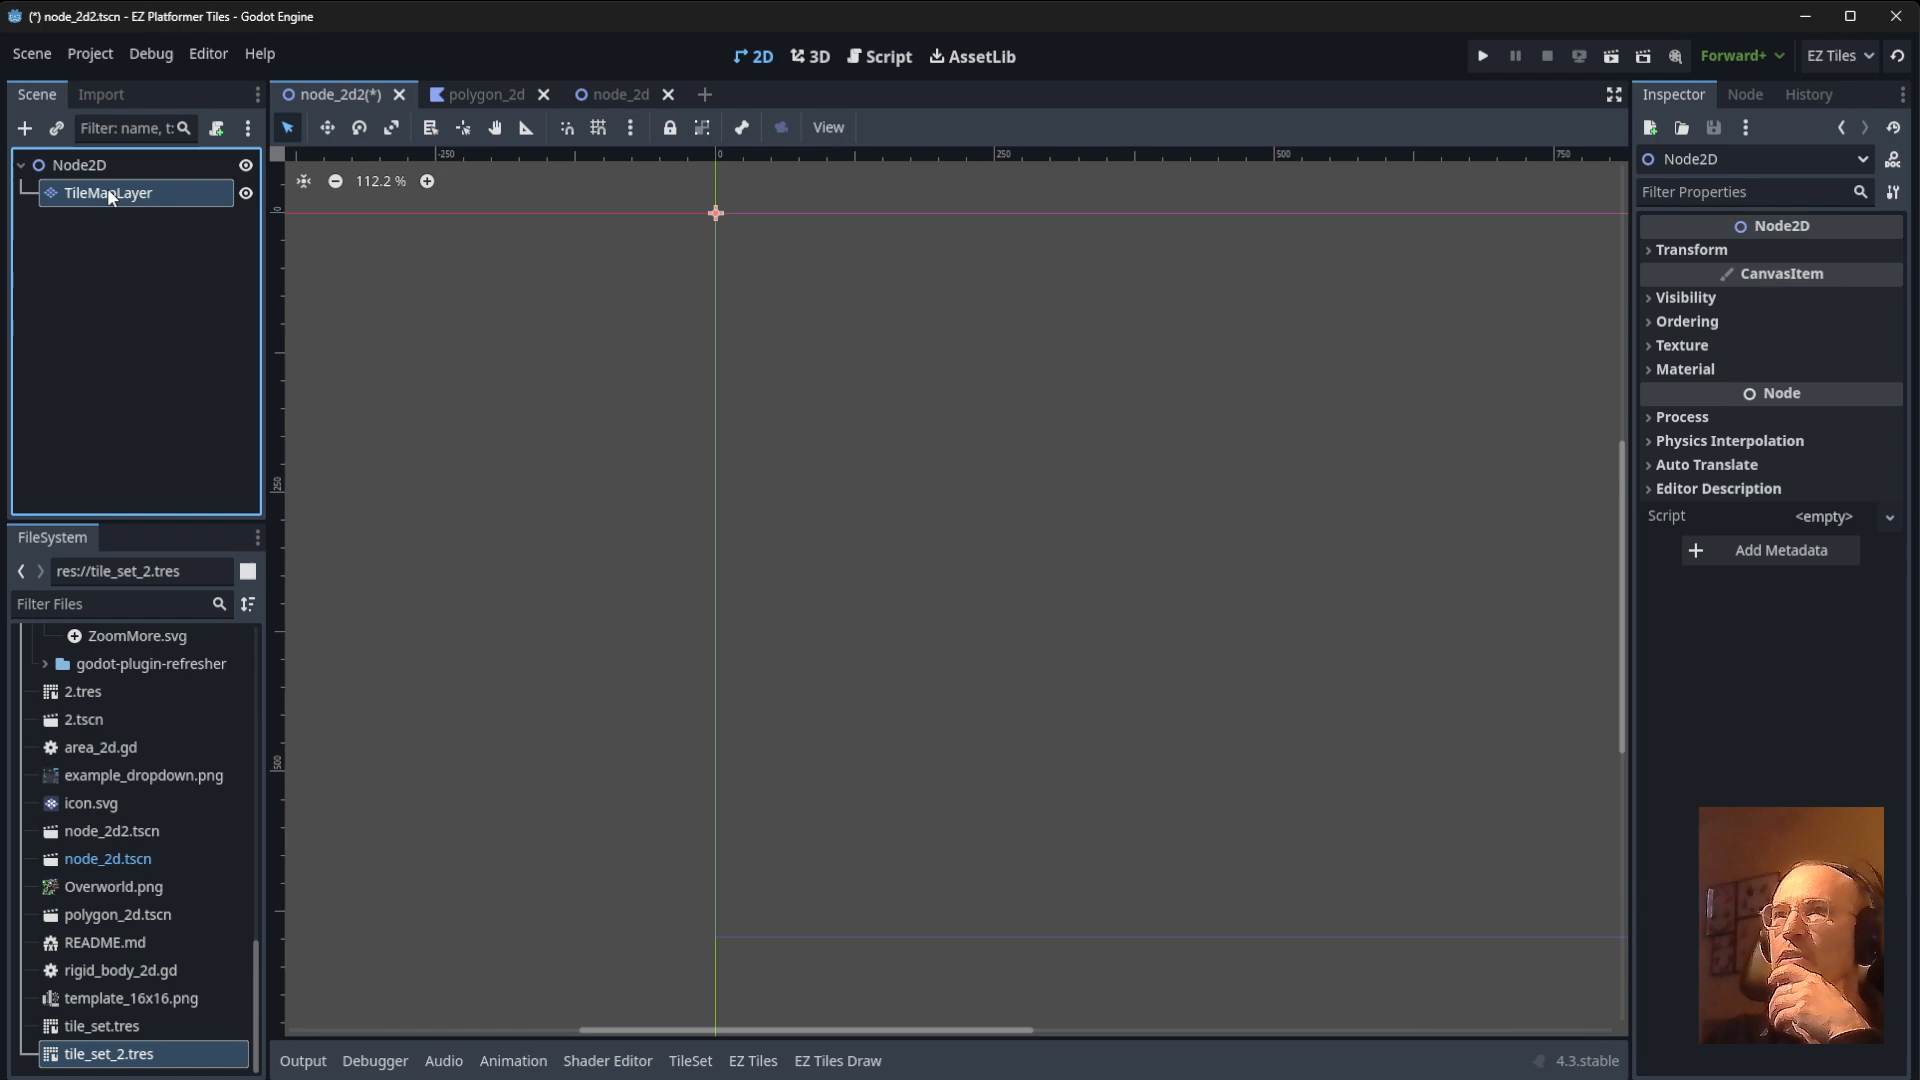 (*) node_2d2.tscn - EZ Platformer Tiles - Godot Engine
Scene Project Debug Editor Help
2D 3D Script AssetLib
Forward+ EZ Tiles
Scene Import
node_2d2(*) polygon_2d node_2d
Inspector Node History
Filter: name, t:
View
Node2D
TileMapLayer
-250 0 250 500 750
112.2 %
0
250
500
Node2D
Filter Properties
Node2D
Transform
CanvasItem
Visibility
Ordering
Texture
Material
Node
Process
Physics Interpolation
Auto Translate
Editor Description
Script <empty>
Add Metadata
FileSystem
res://tile_set_2.tres
Filter Files
ZoomMore.svg
godot-plugin-refresher
2.tres
2.tscn
area_2d.gd
example_dropdown.png
icon.svg
node_2d2.tscn
node_2d.tscn
Overworld.png
polygon_2d.tscn
README.md
rigid_body_2d.gd
template_16x16.png
tile_set.tres
tile_set_2.tres
Output Debugger Audio Animation Shader Editor TileSet EZ Tiles EZ Tiles Draw
4.3.stable